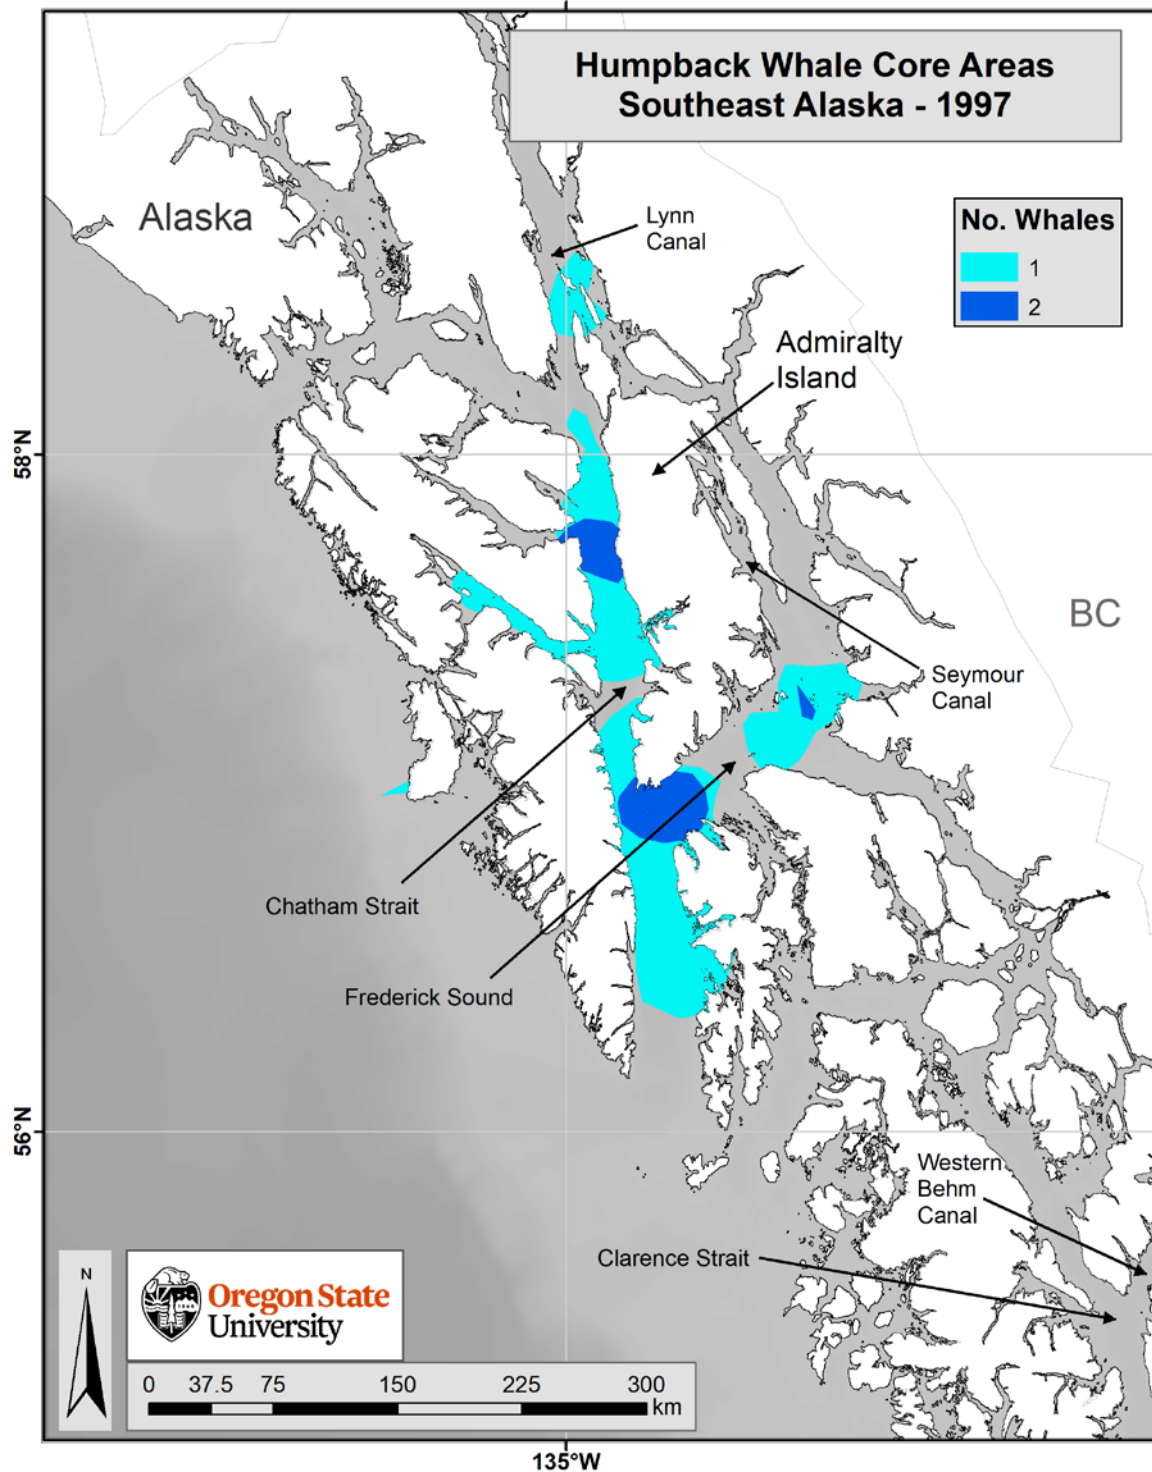 Humpback Whale Core Areas
Southeast Alaska - 1997
Alaska
Lynn
Canal
No. Whales
1
2
Admiralty
Island
58°N
BC
Seymour
Canal
Chatham Strait
Frederick Sound
56°N
Western
Behm
Canal
Clarence Strait
N
Oregon State
University
0 37.5 75 150 225 300
km
135°W